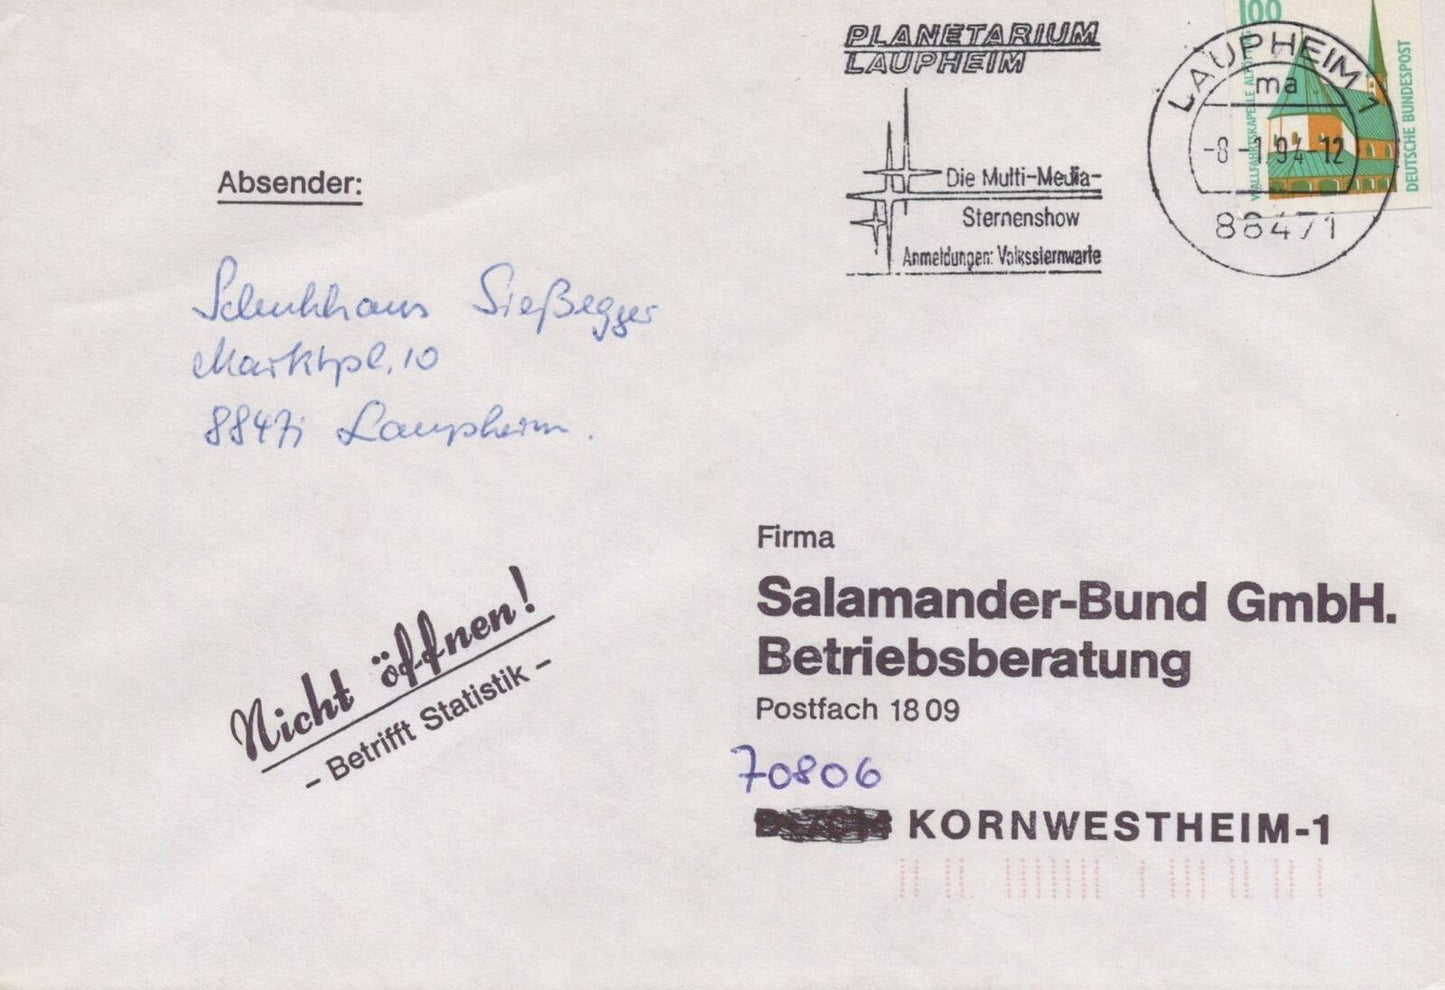 PLANETARIUM
LAUPHEIM
Die Multi-Media-
Sternenshow
Anmeldungen: Volkssternwarte
LAUPHEIM 1
ma
-8-1.94-12
88471
100
WALLFAHRTSKAPELLE
DEUTSCHE BUNDESPOST
Absender:
Schuhhaus Sießegger
Marktpl. 10
88471 Laupheim.
Nicht öffnen!
- Betrifft Statistik -
Firma
Salamander-Bund GmbH.
Betriebsberatung
Postfach 1809
70806
KORNWESTHEIM-1